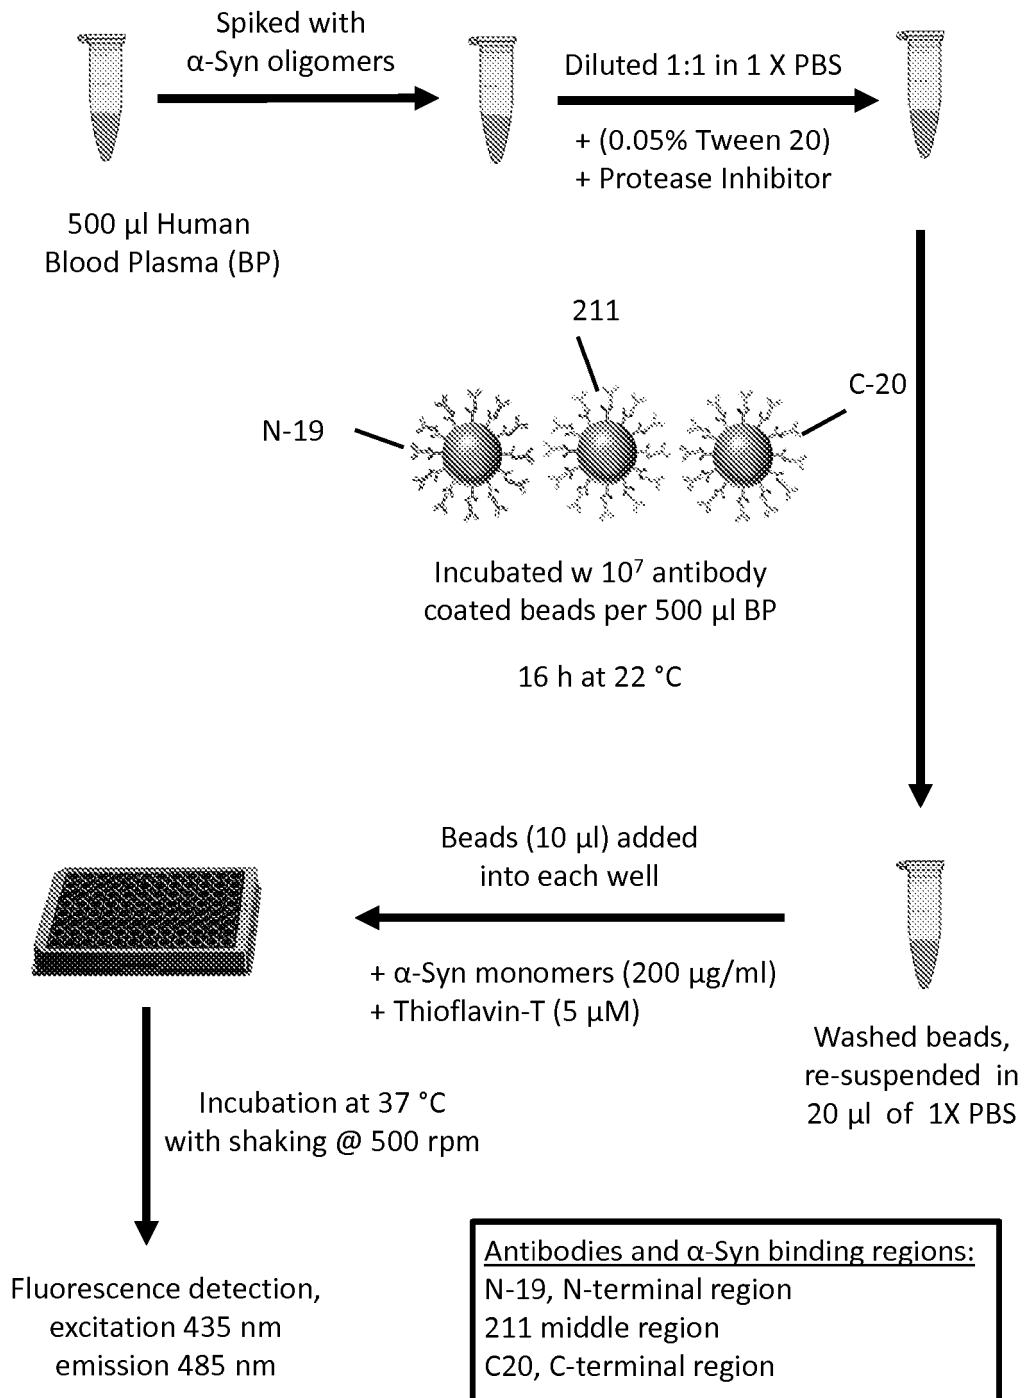 Spiked with
α-Syn oligomers
Diluted 1:1 in 1 X PBS
+ (0.05% Tween 20)
+ Protease Inhibitor
500 µl Human
Blood Plasma (BP)
211
C-20
N-19
Incubated w 10⁷ antibody
coated beads per 500 µl BP
16 h at 22 °C
Beads (10 µl) added
into each well
+ α-Syn monomers (200 µg/ml)
+ Thioflavin-T (5 µM)
Washed beads,
re-suspended in
20 µl of 1X PBS
Incubation at 37 °C
with shaking @ 500 rpm
Fluorescence detection,
excitation 435 nm
emission 485 nm
Antibodies and α-Syn binding regions:
N-19, N-terminal region
211 middle region
C20, C-terminal region